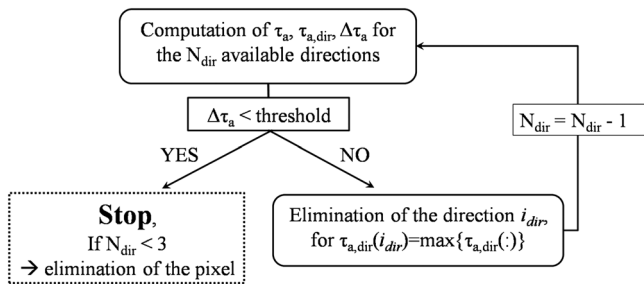 Computation of τa, τa,dir, Δτa for
the Ndir available directions
Δτa < threshold
YES
NO
Ndir = Ndir - 1
Stop,
If Ndir < 3
→ elimination of the pixel
Elimination of the direction idir,
for τa,dir(idir)=max{τa,dir(:)}